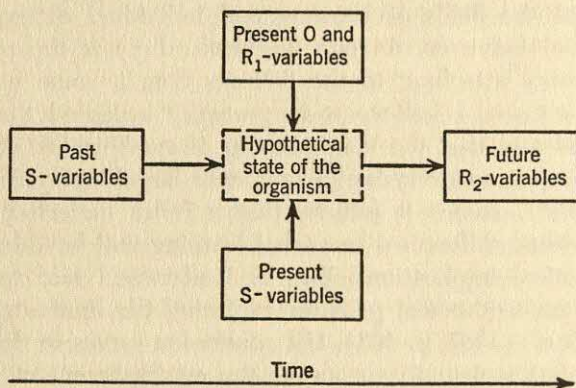 Present O and
R₁-variables
Past
S-variables
Hypothetical
state of the
organism
Future
R₂-variables
Present
S-variables
Time